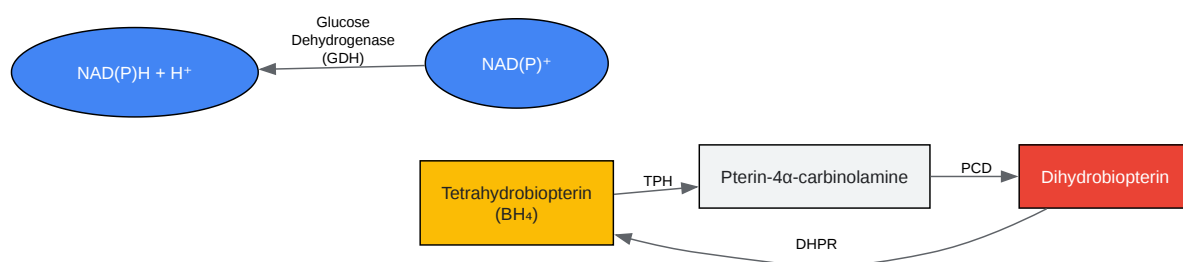 Glucose
Dehydrogenase
(GDH)
NAD(P)H + H⁺
NAD(P)⁺
TPH
Pterin-4α-carbinolamine
PCD
Dihydrobiopterin
Tetrahydrobiopterin
(BH₄)
DHPR